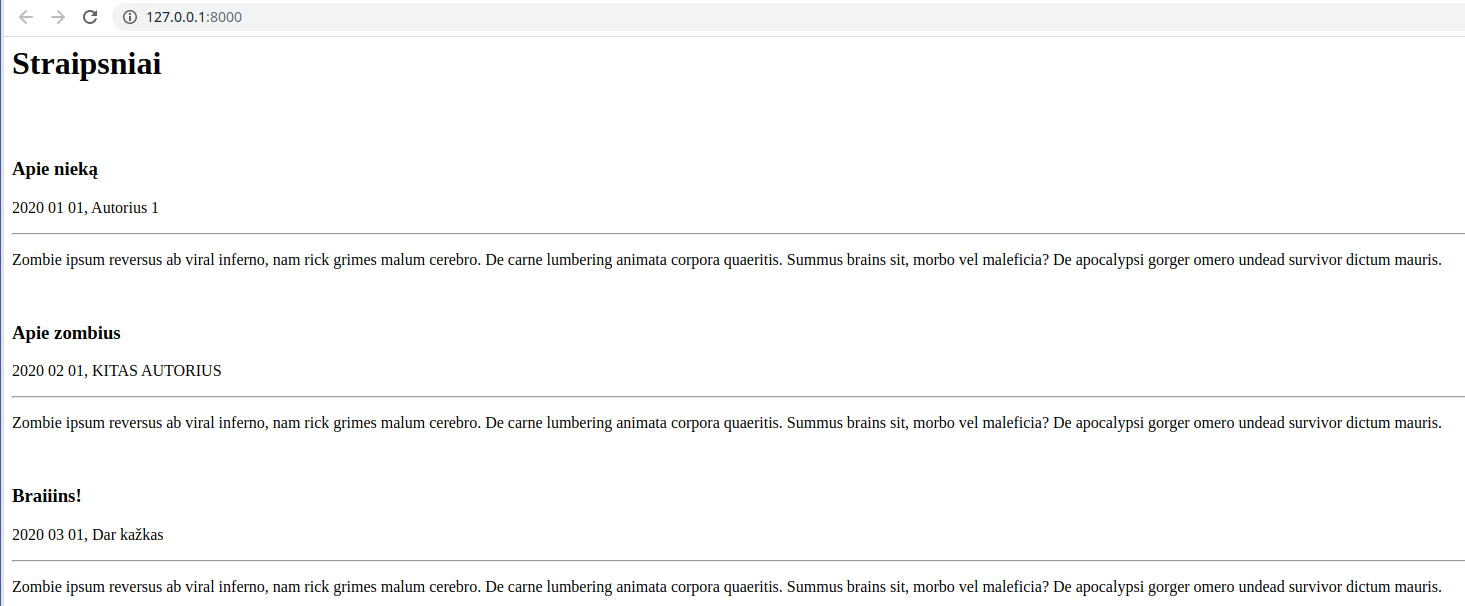 127.0.0.1:8000
Straipsniai
Apie nieką
2020 01 01, Autorius 1
Zombie ipsum reversus ab viral inferno, nam rick grimes malum cerebro. De carne lumbering animata corpora quaeritis. Summus brains sit, morbo vel maleficia? De apocalypsi gorger omero undead survivor dictum mauris.
Apie zombius
2020 02 01, KITAS AUTORIUS
Zombie ipsum reversus ab viral inferno, nam rick grimes malum cerebro. De carne lumbering animata corpora quaeritis. Summus brains sit, morbo vel maleficia? De apocalypsi gorger omero undead survivor dictum mauris.
Braiiins!
2020 03 01, Dar kažkas
Zombie ipsum reversus ab viral inferno, nam rick grimes malum cerebro. De carne lumbering animata corpora quaeritis. Summus brains sit, morbo vel maleficia? De apocalypsi gorger omero undead survivor dictum mauris.